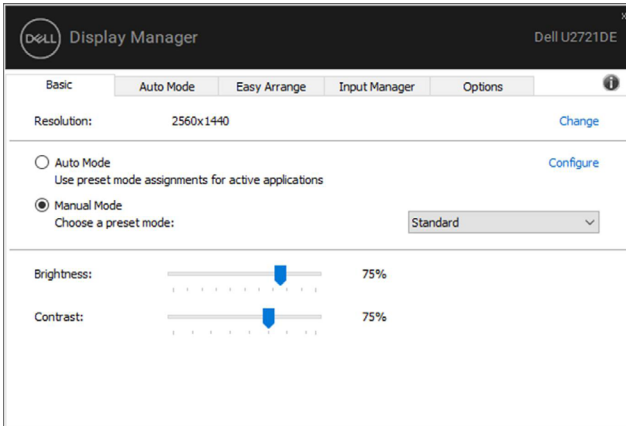 DELL Display Manager
Dell U2721DE
x
Basic Auto Mode Easy Arrange Input Manager Options i
Resolution: 2560x1440 Change
Auto Mode Configure
Use preset mode assignments for active applications
Manual Mode
Choose a preset mode: Standard
Brightness: 75%
Contrast: 75%